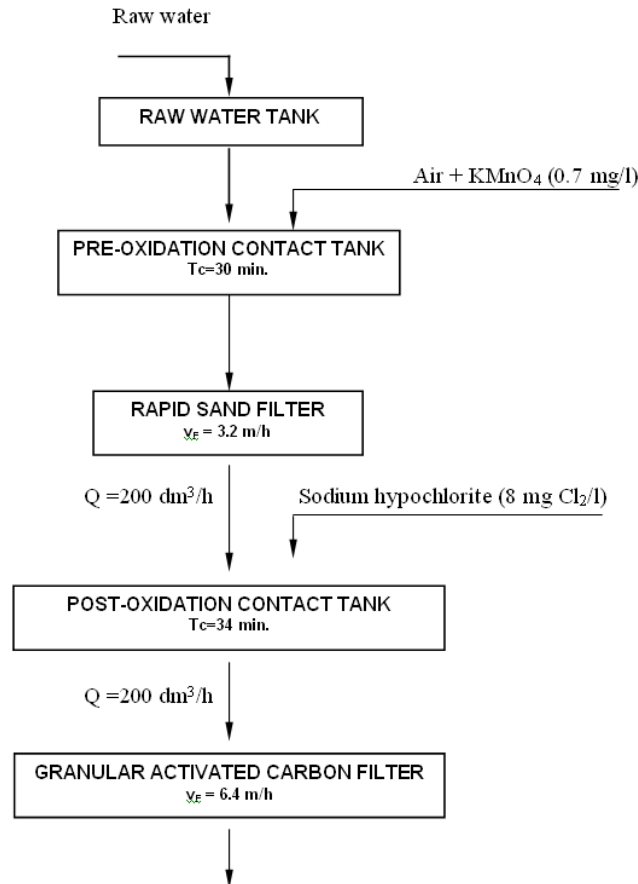 Raw water
RAW WATER TANK
Air + KMnO₄ (0.7 mg/l)
PRE-OXIDATION CONTACT TANK
Tc=30 min.
RAPID SAND FILTER
vF = 3.2 m/h
Q =200 dm³/h
Sodium hypochlorite (8 mg Cl₂/l)
POST-OXIDATION CONTACT TANK
Tc=34 min.
Q =200 dm³/h
GRANULAR ACTIVATED CARBON FILTER
vF = 6.4 m/h